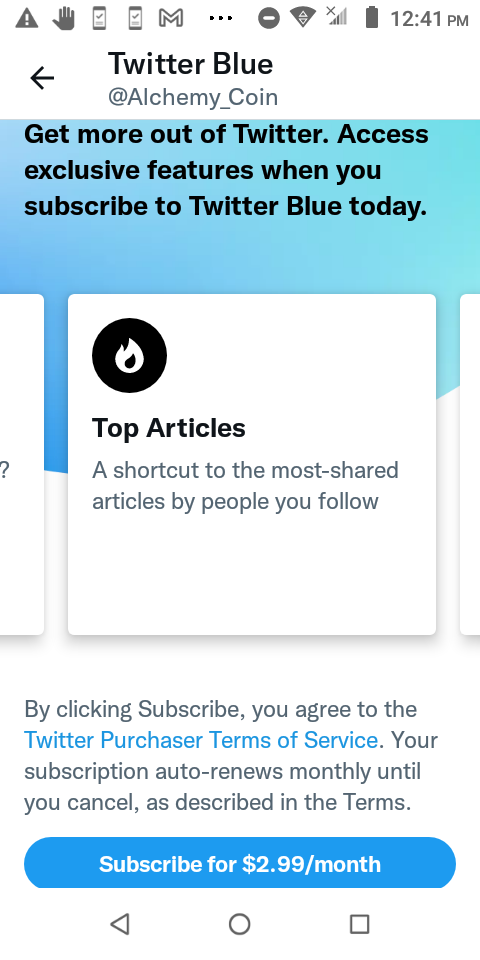 12:41 PM
Twitter Blue
@Alchemy_Coin
Get more out of Twitter. Access
exclusive features when you
subscribe to Twitter Blue today.
?
Top Articles
A shortcut to the most-shared
articles by people you follow
By clicking Subscribe, you agree to the
Twitter Purchaser Terms of Service. Your
subscription auto-renews monthly until
you cancel, as described in the Terms.
Subscribe for $2.99/month